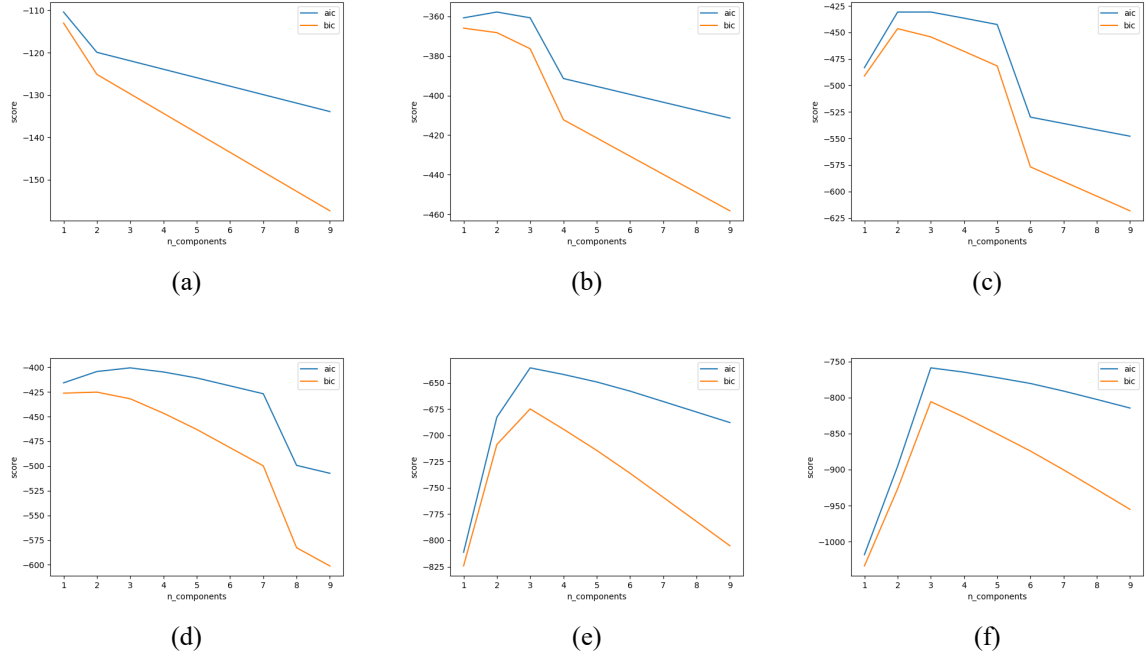 aic
bic
score
−110
−120
−130
−140
−150
1 2 3 4 5 6 7 8 9
n_components
(a)
aic
bic
score
−360
−380
−400
−420
−440
−460
1 2 3 4 5 6 7 8 9
n_components
(b)
aic
bic
score
−425
−450
−475
−500
−525
−550
−575
−600
−625
1 2 3 4 5 6 7 8 9
n_components
(c)
aic
bic
score
−400
−425
−450
−475
−500
−525
−550
−575
−600
1 2 3 4 5 6 7 8 9
n_components
(d)
aic
bic
score
−650
−675
−700
−725
−750
−775
−800
−825
1 2 3 4 5 6 7 8 9
n_components
(e)
aic
bic
score
−750
−800
−850
−900
−950
−1000
1 2 3 4 5 6 7 8 9
n_components
(f)